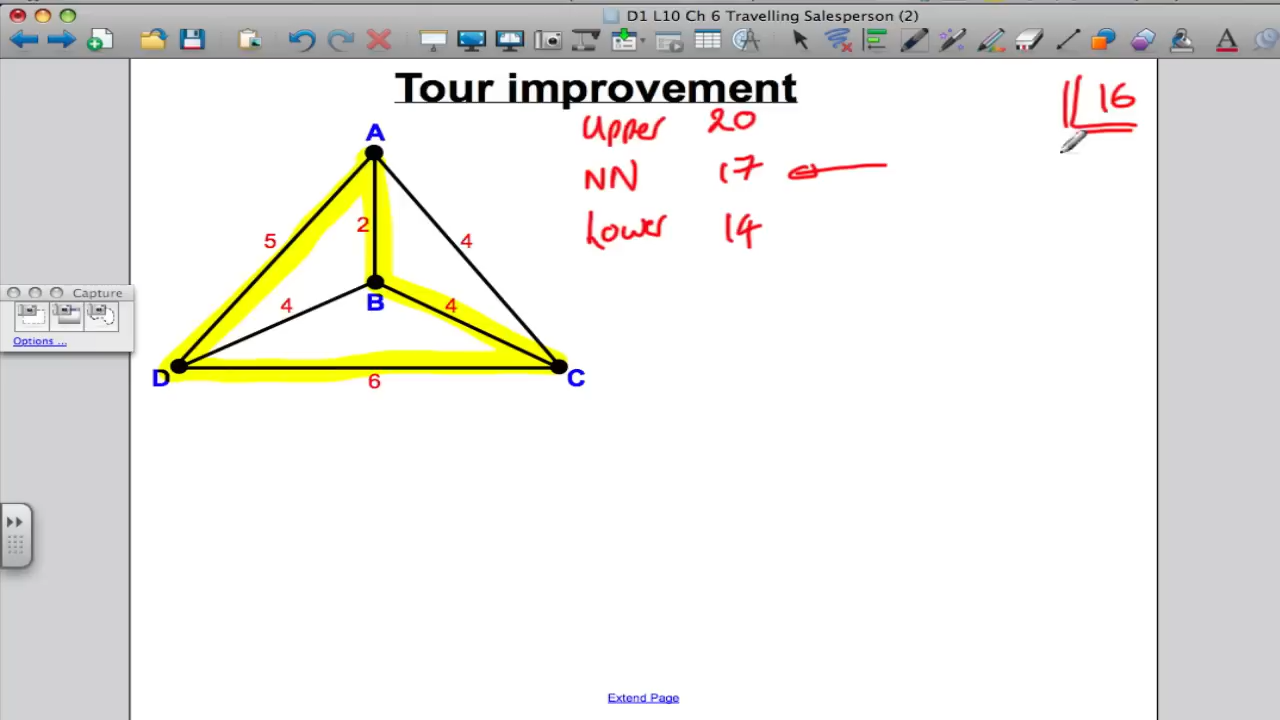 D1 L10 Ch 6 Travelling Salesperson (2)
Tour improvement
Upper 20
16
NN 17
Lower 14
A
5
2
4
4
B
4
D
6
C
Capture
Options ...
Extend Page